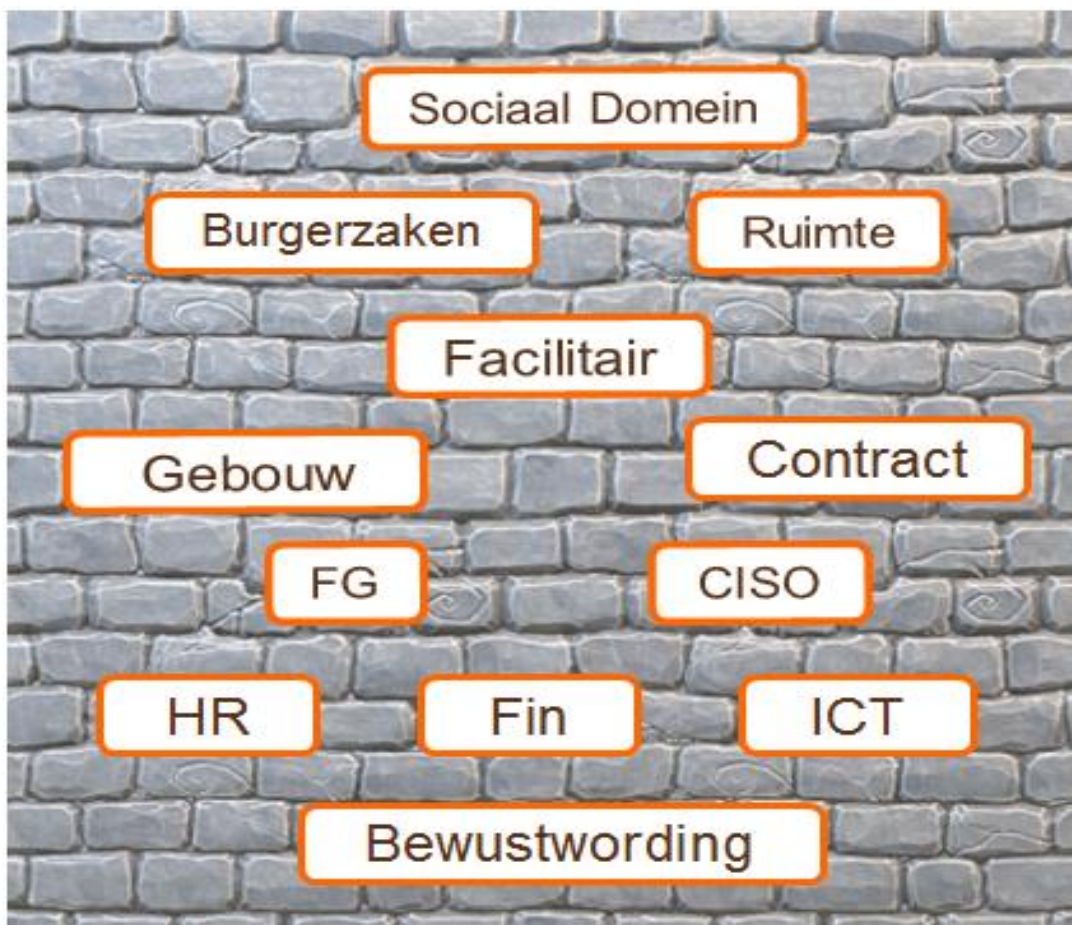 Sociaal Domein
Burgerzaken
Ruimte
Facilitair
Gebouw
Contract
FG
CISO
HR
Fin
ICT
Bewustwording